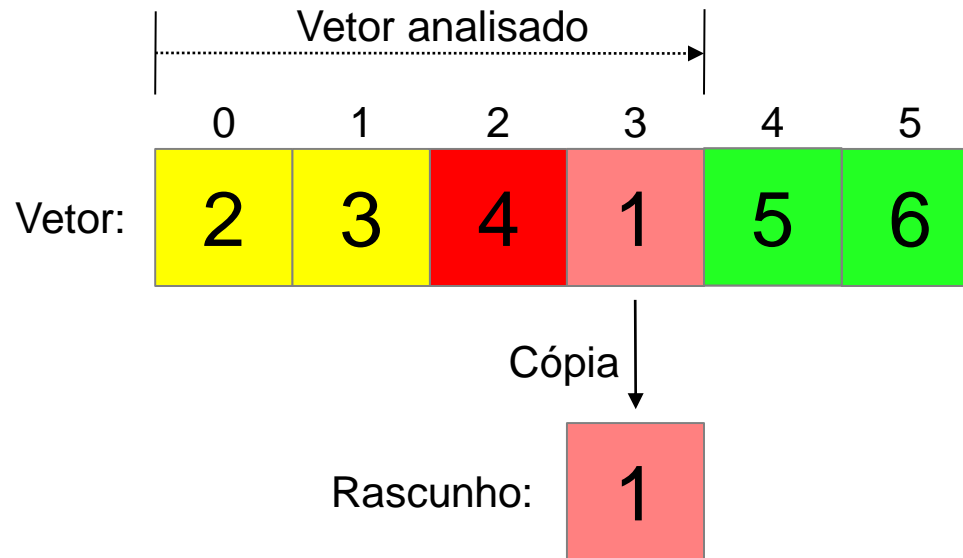 Vetor analisado
0 1 2 3 4 5
Vetor: 2 3 4 1 5 6
Cópia
Rascunho: 1